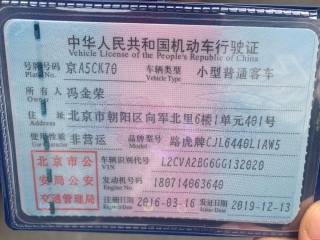 中华人民共和国机动车行驶证
Vehicle License of the People's Republic of China
号牌号码 京A5CK70 车辆类型 小型普通客车
Plate No. Vehicle Type
所有人 冯金荣
Owner
住址 北京市朝阳区向军北里6楼1单元401号
Address
使用性质 非营运 品牌型号 路虎牌CJL6440L1AW5
北京市公 车辆识别代号 L2CVA2BG6GG132020
VIN
安局公安 发动机号码 180714063640
Engine No.
交通管理局 注册日期 2016-03-16 发证日期 2019-12-13